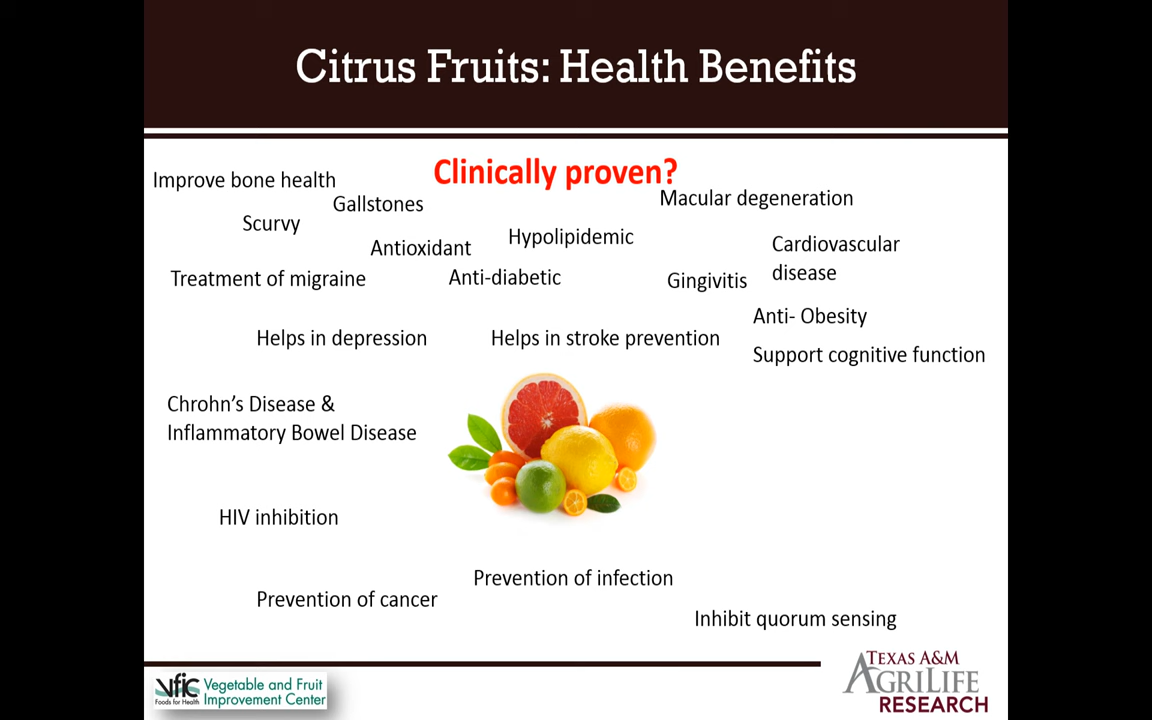 Citrus Fruits: Health Benefits
Clinically proven?
Improve bone health
Gallstones
Macular degeneration
Scurvy
Hypolipidemic
Antioxidant
Cardiovascular
disease
Treatment of migraine
Anti-diabetic
Gingivitis
Anti- Obesity
Helps in depression
Helps in stroke prevention
Support cognitive function
Chrohn's Disease &
Inflammatory Bowel Disease
HIV inhibition
Prevention of infection
Prevention of cancer
Inhibit quorum sensing
vfic
Foods for Health
Vegetable and Fruit
Improvement Center
TEXAS A&M
AGRILIFE
RESEARCH